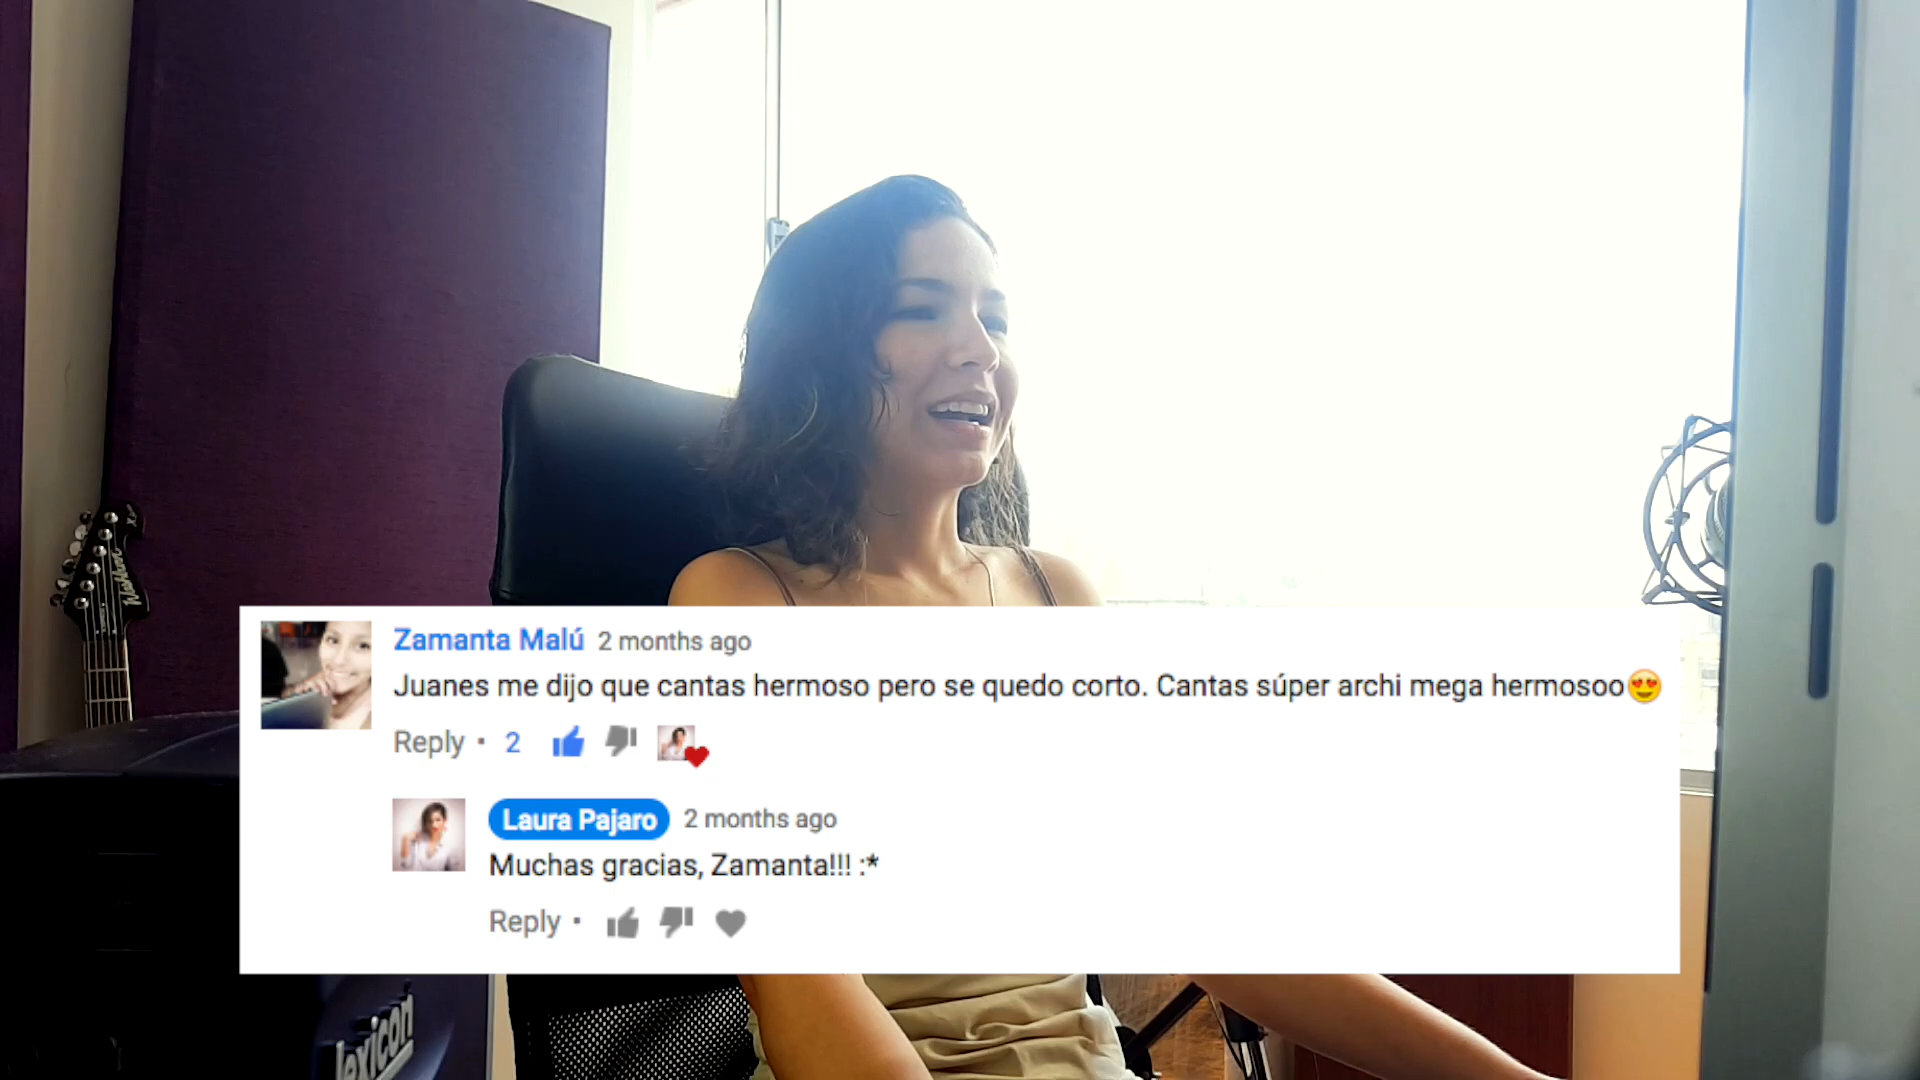 Washburn
Zamanta Malú 2 months ago
Juanes me dijo que cantas hermoso pero se quedo corto. Cantas súper archi mega hermosoo😍
Reply • 2
Laura Pajaro 2 months ago
Muchas gracias, Zamanta!!! :*
Reply •
lexicon